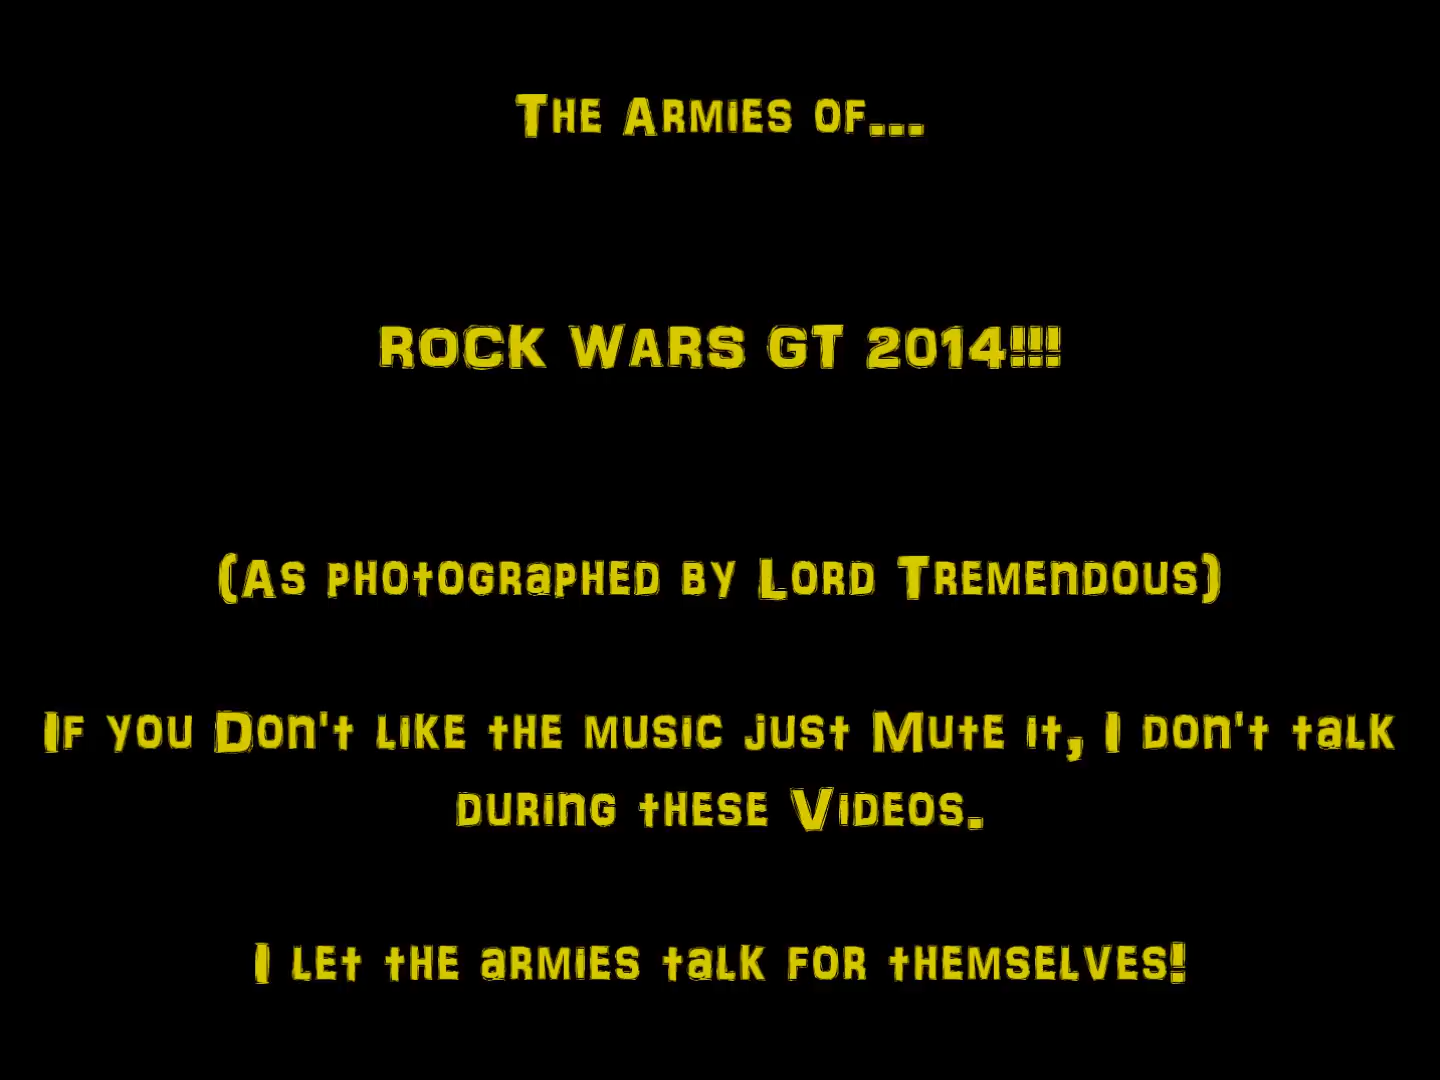 The Armies of...
ROCK WARS GT 2014!!!
(As photographed by Lord Tremendous)
If you Don't like the music just Mute it, I don't talk
during these Videos.
I let the armies talk for themselves!